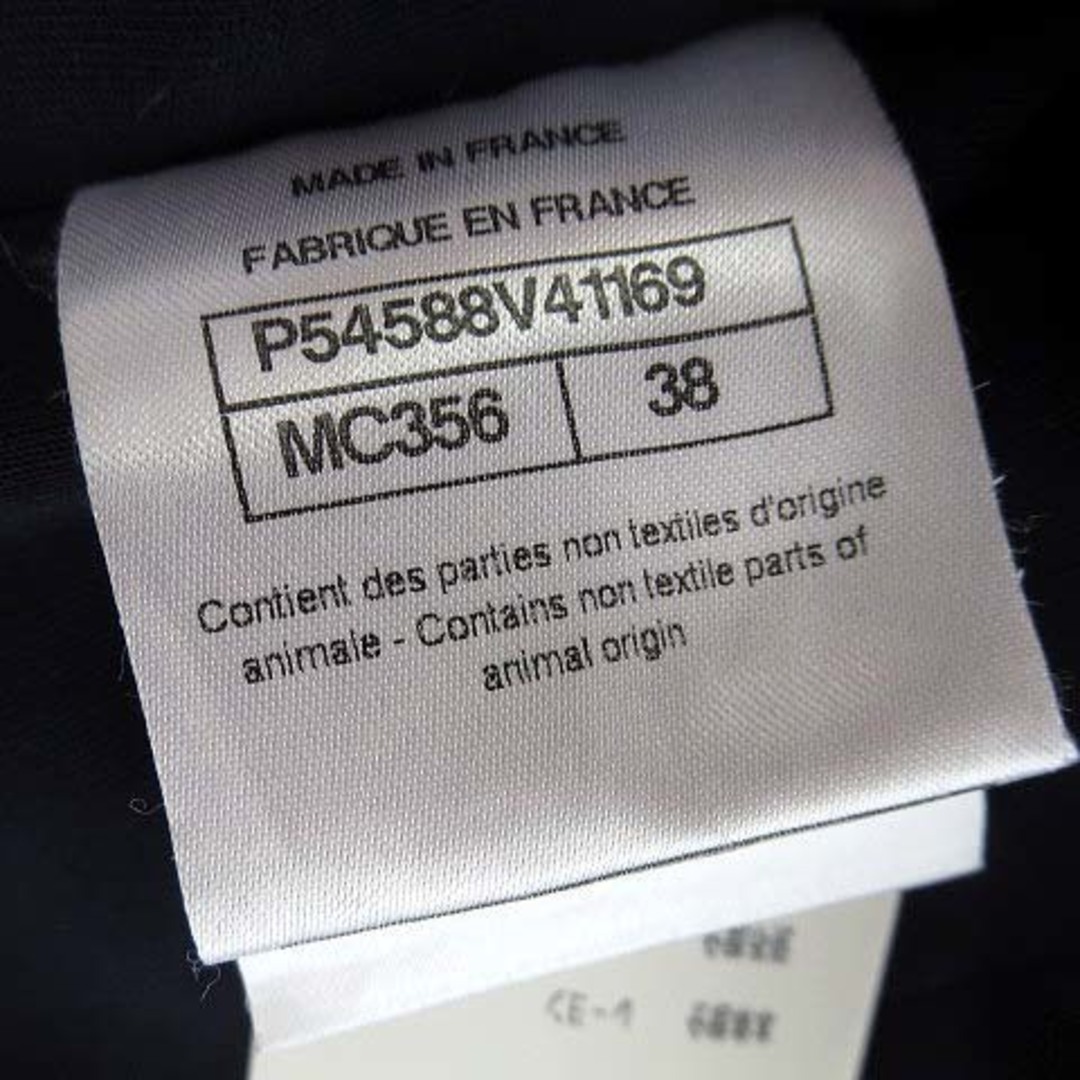 MADE IN FRANCE
FABRIQUE EN FRANCE
P54588V41169
MC356 38
Contient des parties non textiles d'origine
animale - Contains non textile parts of
animal origin